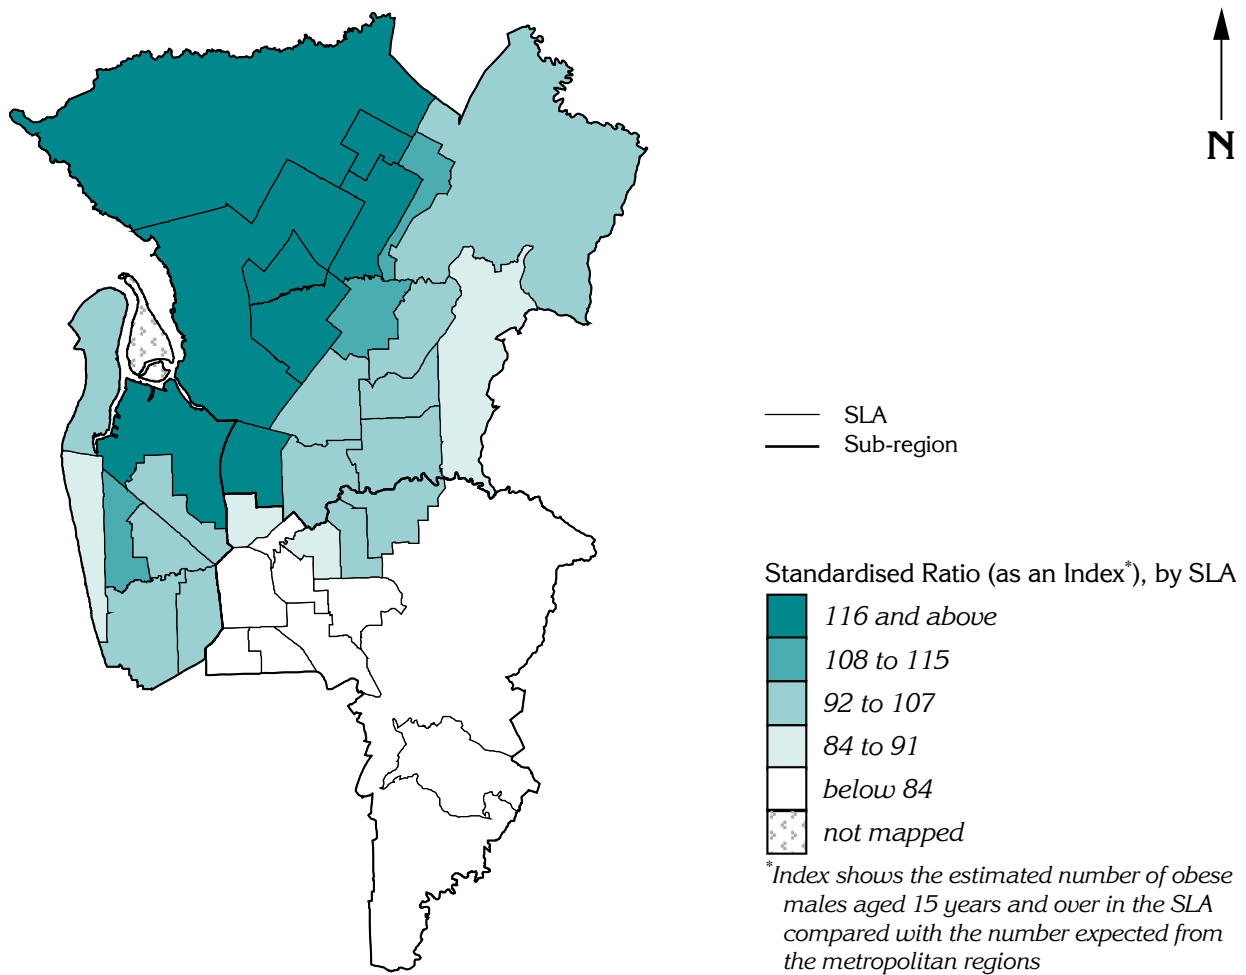 N
SLA
Sub-region
Standardised Ratio (as an Index*), by SLA
116 and above
108 to 115
92 to 107
84 to 91
below 84
not mapped
*Index shows the estimated number of obese
males aged 15 years and over in the SLA
compared with the number expected from
the metropolitan regions